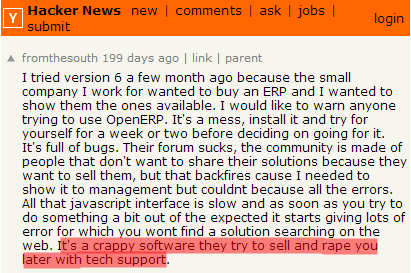 Y Hacker News new | comments | ask | jobs | login
submit
▲ fromthesouth 199 days ago | link | parent
I tried version 6 a few month ago because the small
company I work for wanted to buy an ERP and I wanted to
show them the ones available. I would like to warn anyone
trying to use OpenERP. It's a mess, install it and try for
yourself for a week or two before deciding on going for it.
It's full of bugs. Their forum sucks, the community is made of
people that don't want to share their solutions because they
want to sell them, but that backfires cause I needed to
show it to management but couldnt because all the errors.
All that javascript interface is slow and as soon as you try to
do something a bit out of the expected it starts giving lots of
error for which you wont find a solution searching on the
web. It's a crappy software they try to sell and rape you
later with tech support.